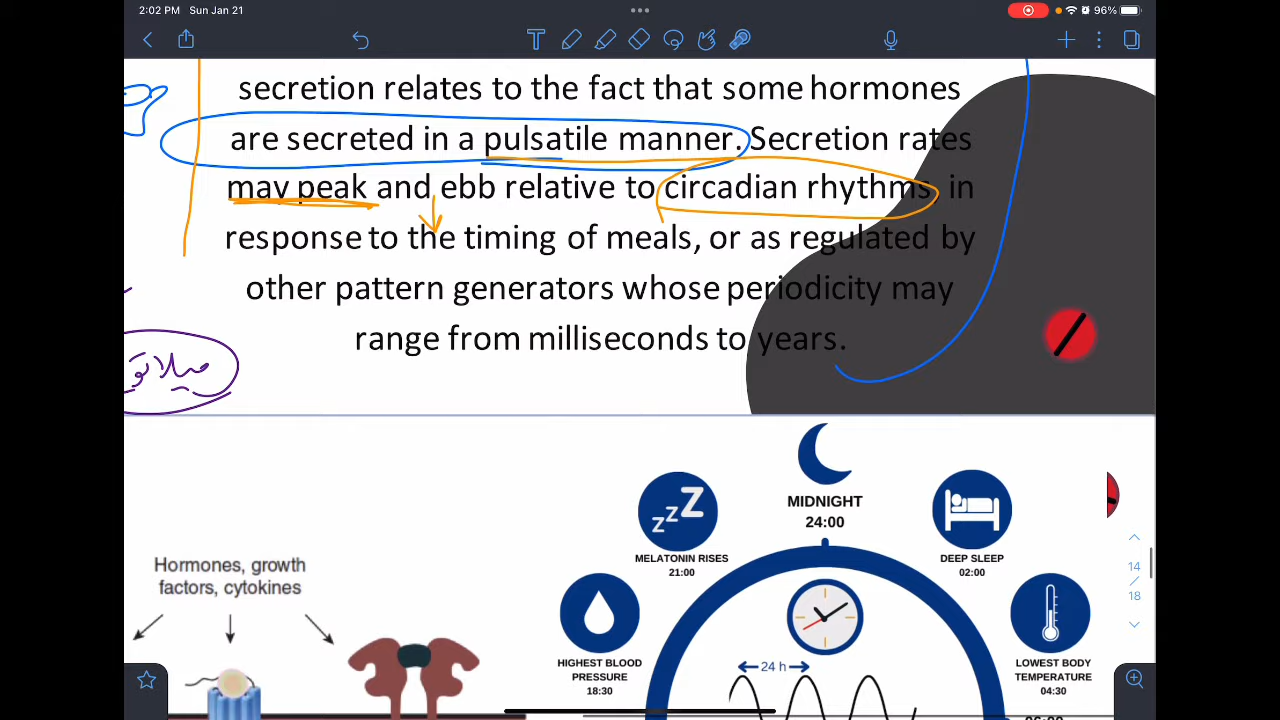 2:02 PM Sun Jan 21
96%
secretion relates to the fact that some hormones
are secreted in a pulsatile manner. Secretion rates
may peak and ebb relative to circadian rhythms, in
response to the timing of meals, or as regulated by
other pattern generators whose periodicity may
range from milliseconds to years.
14
/
18
Hormones, growth
factors, cytokines
MIDNIGHT
24:00
MELATONIN RISES
21:00
DEEP SLEEP
02:00
HIGHEST BLOOD
PRESSURE
18:30
LOWEST BODY
TEMPERATURE
04:30
24 h